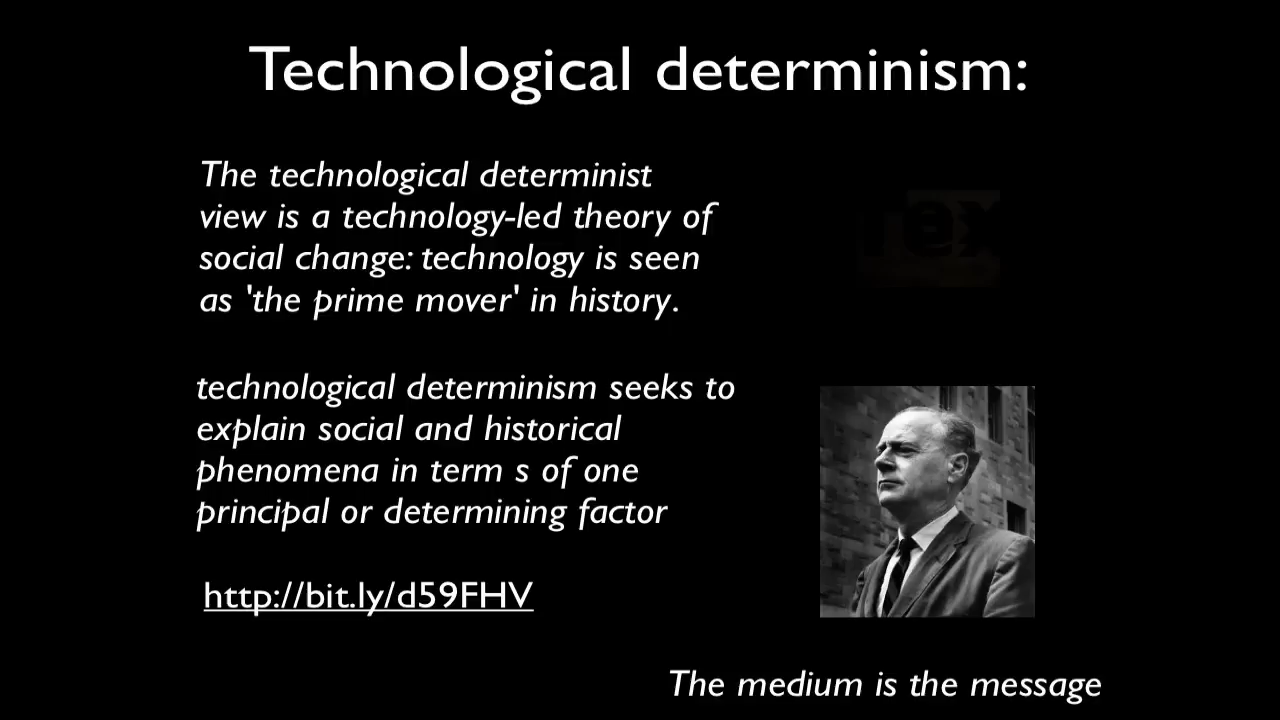 Technological determinism:
The technological determinist
view is a technology-led theory of
social change: technology is seen
as 'the prime mover' in history.
technological determinism seeks to
explain social and historical
phenomena in term s of one
principal or determining factor
http://bit.ly/d59FHV
The medium is the message